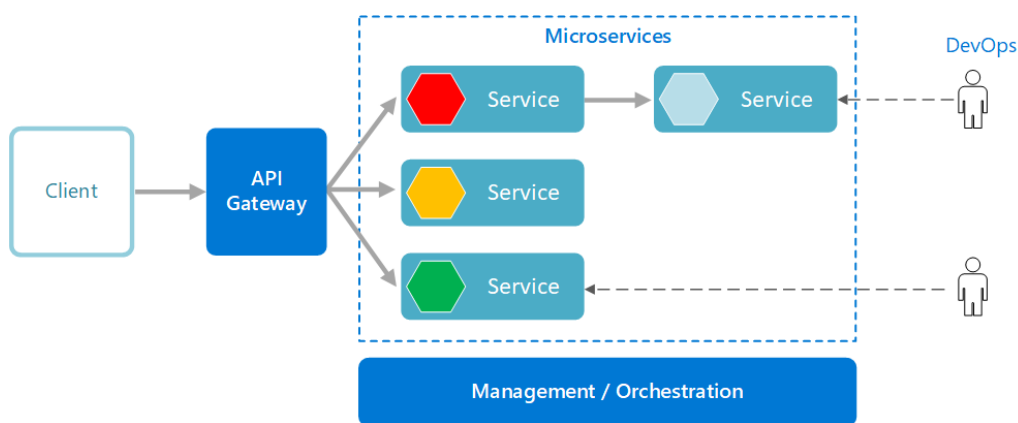 Microservices
DevOps
Service
Service
Client
API
Gateway
Service
Service
Management / Orchestration